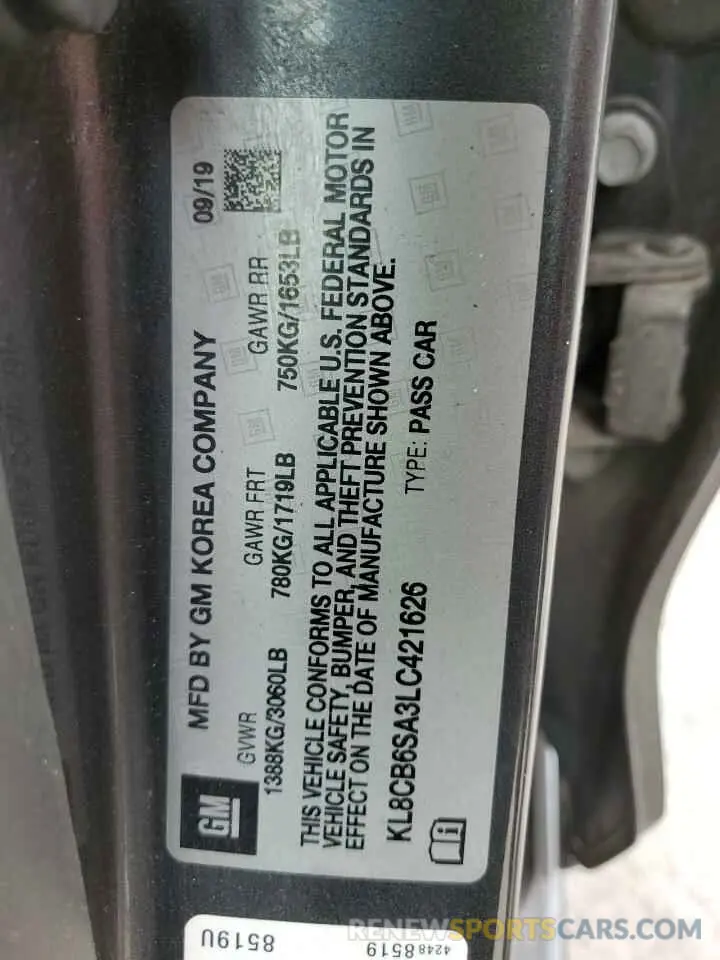 MFD BY GM KOREA COMPANY 09/19
GM
GVWR GAWR FRT GAWR RR
1388KG/3060LB 780KG/1719LB 750KG/1653LB
THIS VEHICLE CONFORMS TO ALL APPLICABLE U.S. FEDERAL MOTOR
VEHICLE SAFETY, BUMPER, AND THEFT PREVENTION STANDARDS IN
EFFECT ON THE DATE OF MANUFACTURE SHOWN ABOVE.
KL8CB6SA3LC421626 TYPE: PASS CAR
8519U
42488519
RENEWSPORTSCARS.COM